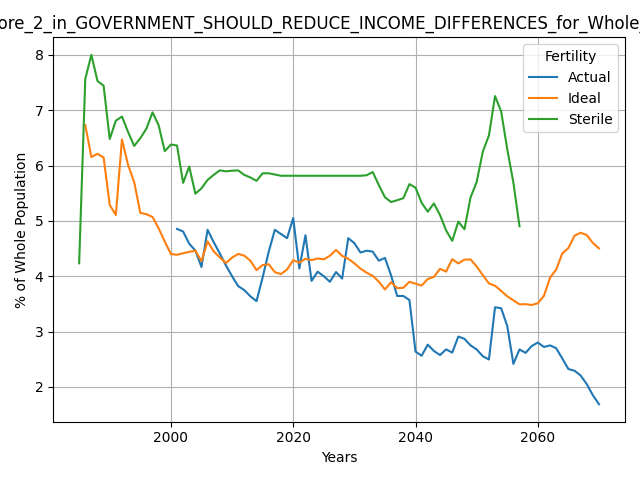 ore_2_in_GOVERNMENT_SHOULD_REDUCE_INCOME_DIFFERENCES_for_Whole_
Fertility
Actual
Ideal
Sterile
% of Whole Population
8
7
6
5
4
3
2
2000 2020 2040 2060
Years